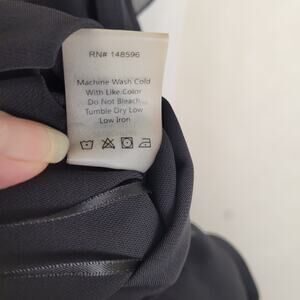 RN# 148596
Machine Wash Cold
With Like Color
Do Not Bleach
Tumble Dry Low
Low Iron